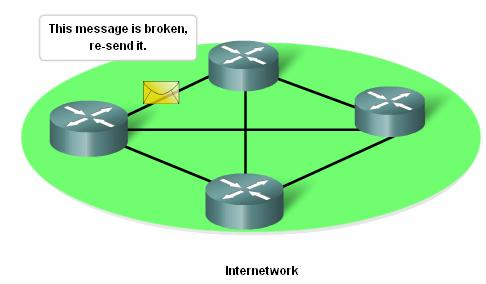 This message is broken,
re-send it.
Internetwork